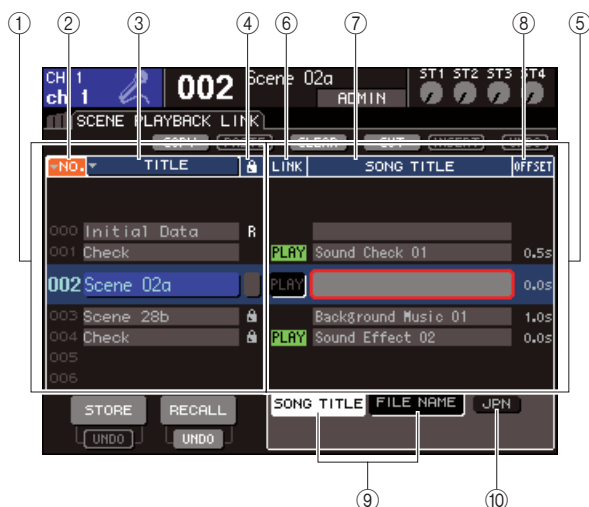 ① ② ③ ④ ⑥ ⑦ ⑧ ⑤
CH 1
ch 1
002
Scene 02a
ADMIN
ST1 ST2 ST3 ST4
SCENE PLAYBACK LINK
COPY PASTE CLEAR CUT INSERT UNDO
NO. TITLE LINK SONG TITLE OFFSET
000 Initial Data R
001 Check PLAY Sound Check 01 0.5s
002 Scene 02a PLAY 0.0s
003 Scene 28b Background Music 01 1.0s
004 Check PLAY Sound Effect 02 0.0s
005
006
STORE RECALL SONG TITLE FILE NAME JPN
UNDO UNDO
⑨ ⑩